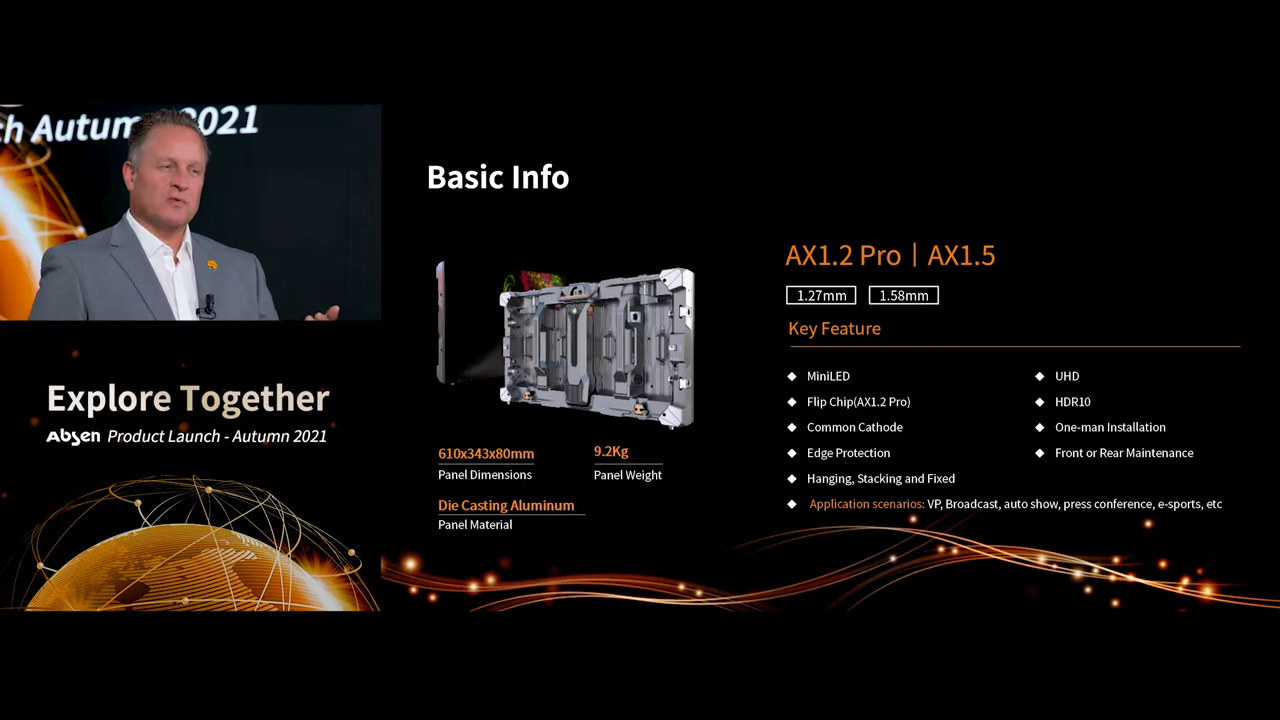 ch Autum 2021
Explore Together
Absen Product Launch - Autumn 2021
Basic Info
610x343x80mm
Panel Dimensions
9.2Kg
Panel Weight
Die Casting Aluminum
Panel Material
AX1.2 Pro | AX1.5
1.27mm
1.58mm
Key Feature
MiniLED
Flip Chip(AX1.2 Pro)
Common Cathode
Edge Protection
Hanging, Stacking and Fixed
UHD
HDR10
One-man Installation
Front or Rear Maintenance
Application scenarios: VP, Broadcast, auto show, press conference, e-sports, etc